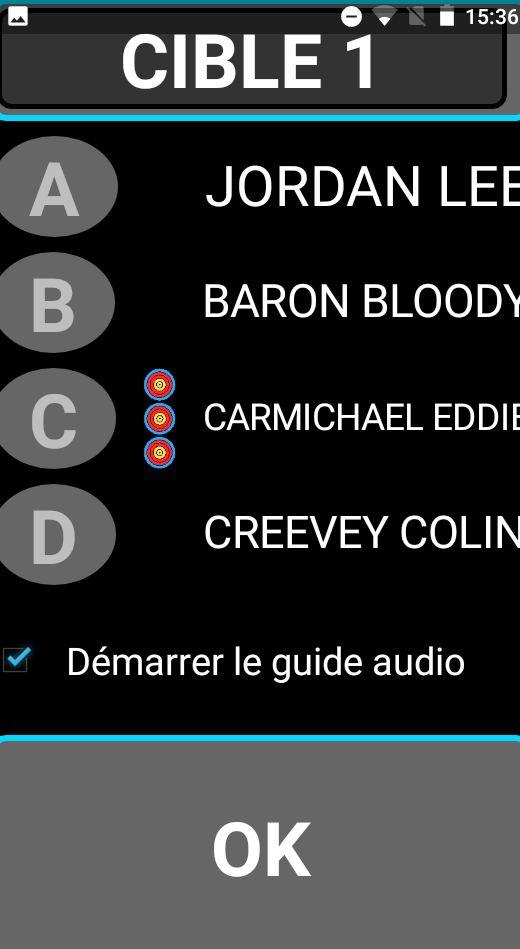 15:36
CIBLE 1
A JORDAN LEE
B BARON BLOODY
C CARMICHAEL EDDIE
D CREEVEY COLIN
Démarrer le guide audio
OK